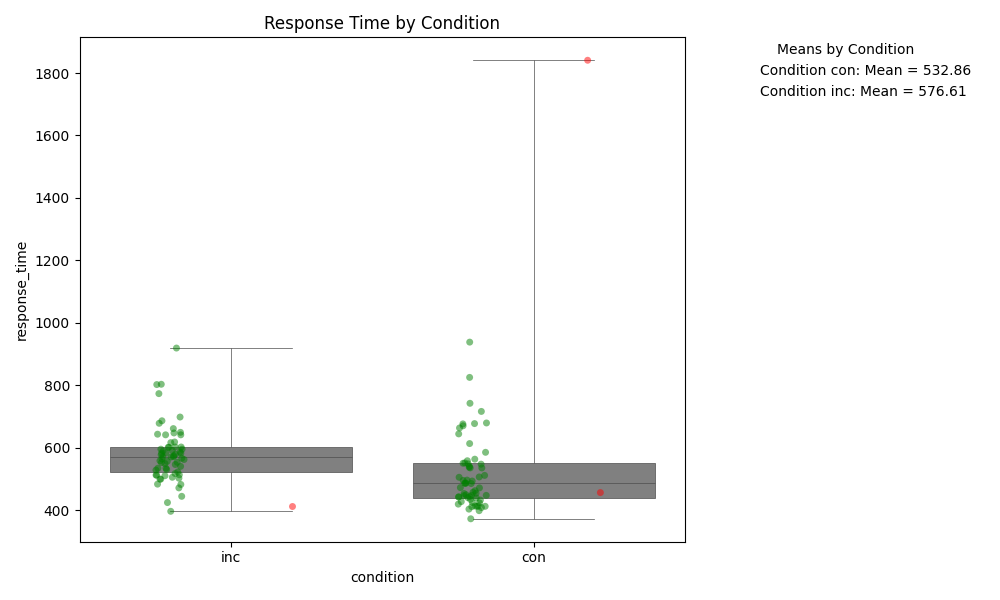 Response Time by Condition
Means by Condition
Condition con: Mean = 532.86
Condition inc: Mean = 576.61
1800
1600
1400
1200
1000
800
600
400
response_time
inc con
condition